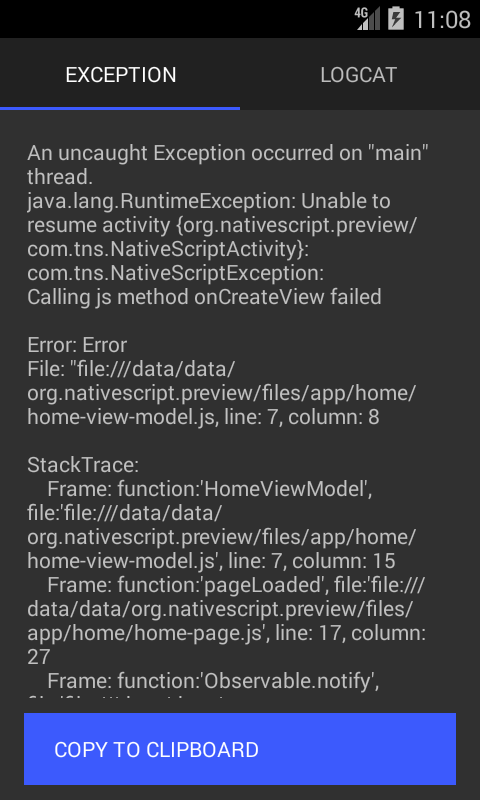 4G 11:08
EXCEPTION LOGCAT
An uncaught Exception occurred on "main"
thread.
java.lang.RuntimeException: Unable to
resume activity {org.nativescript.preview/
com.tns.NativeScriptActivity}:
com.tns.NativeScriptException:
Calling js method onCreateView failed
Error: Error
File: "file:///data/data/
org.nativescript.preview/files/app/home/
home-view-model.js, line: 7, column: 8
StackTrace:
Frame: function:'HomeViewModel',
file:'file:///data/data/
org.nativescript.preview/files/app/home/
home-view-model.js', line: 7, column: 15
Frame: function:'pageLoaded', file:'file:///
data/data/org.nativescript.preview/files/
app/home/home-page.js', line: 17, column:
27
Frame: function:'Observable.notify',
COPY TO CLIPBOARD